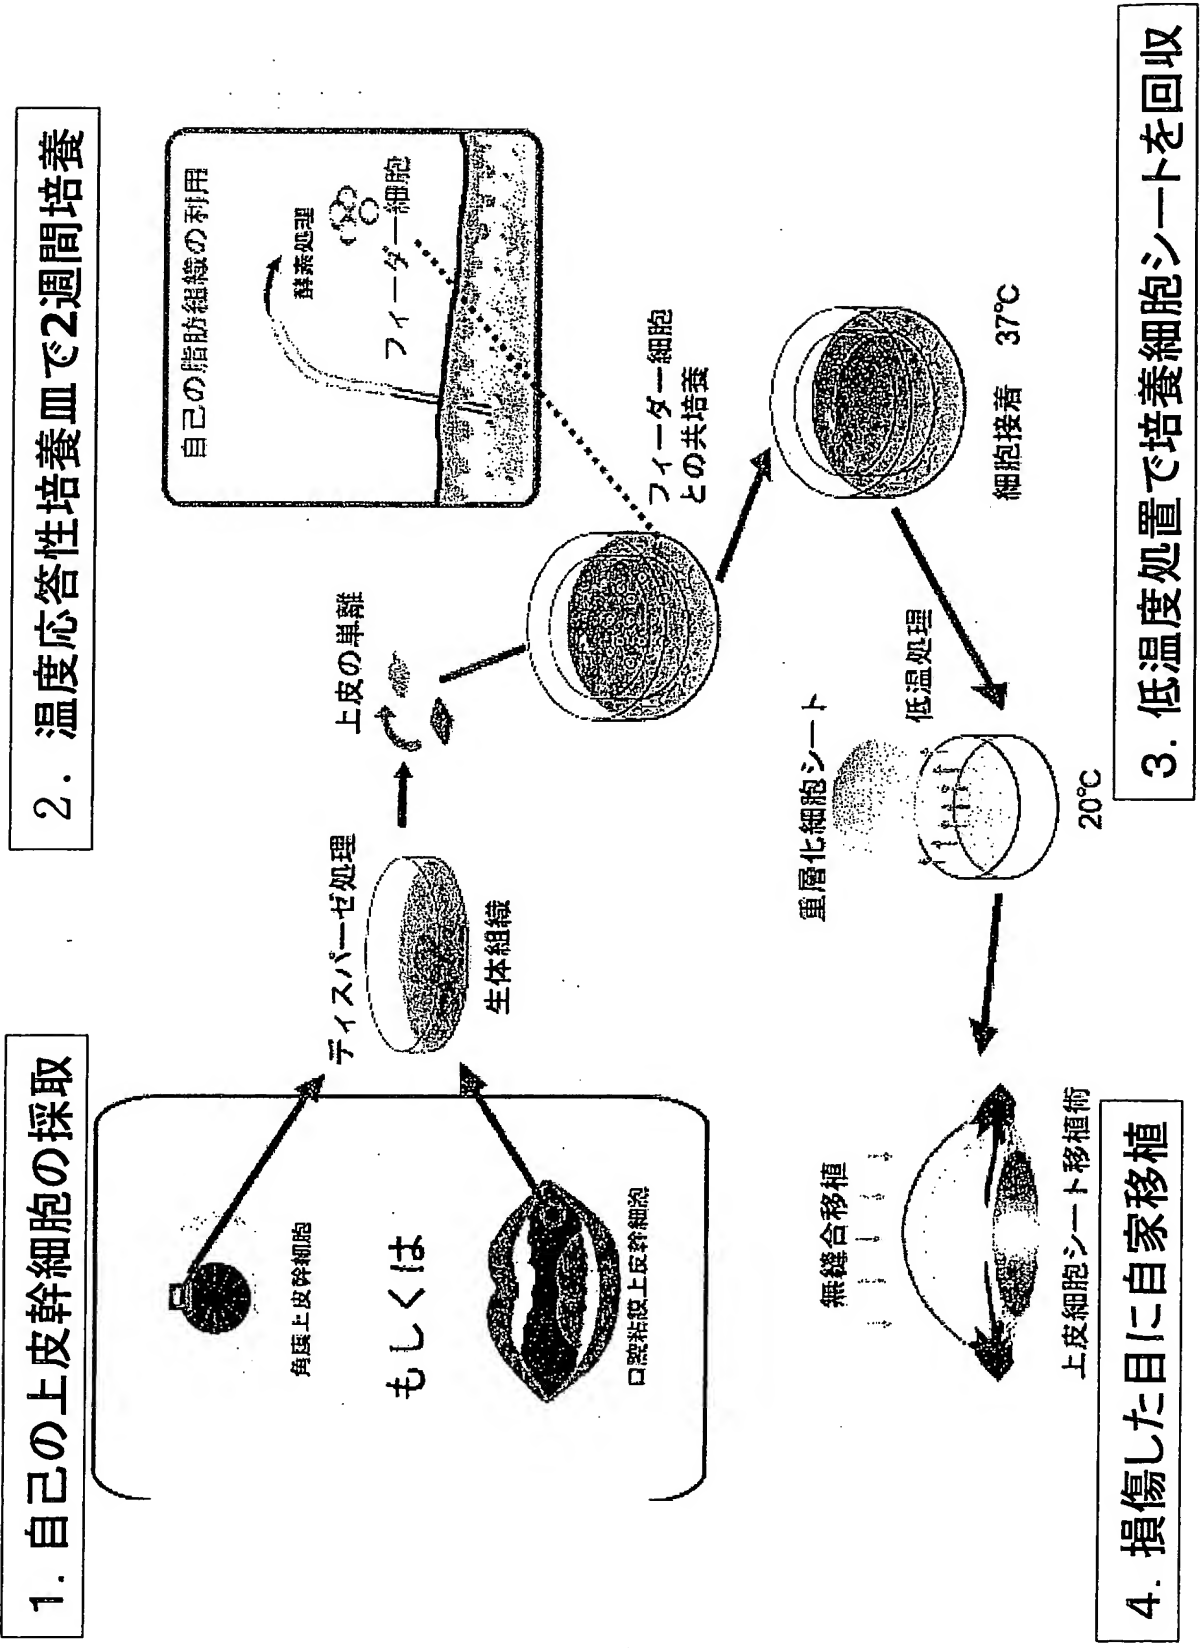 1. 自己の上皮幹細胞の採取
角膜上皮幹細胞
もしくは
口腔粘膜上皮幹細胞
ディスパーゼ処理
生体組織
2. 温度応答性培養皿で2週間培養
上皮の単離
自己の脂肪組織の利用
酵素処理
フィーダー細胞
フィーダー細胞
との共培養
細胞接着 37℃
3. 低温度処置で培養細胞シートを回収
低温処理
重層化細胞シート
20℃
4. 損傷した目に自家移植
無縫合移植
上皮細胞シート移植術